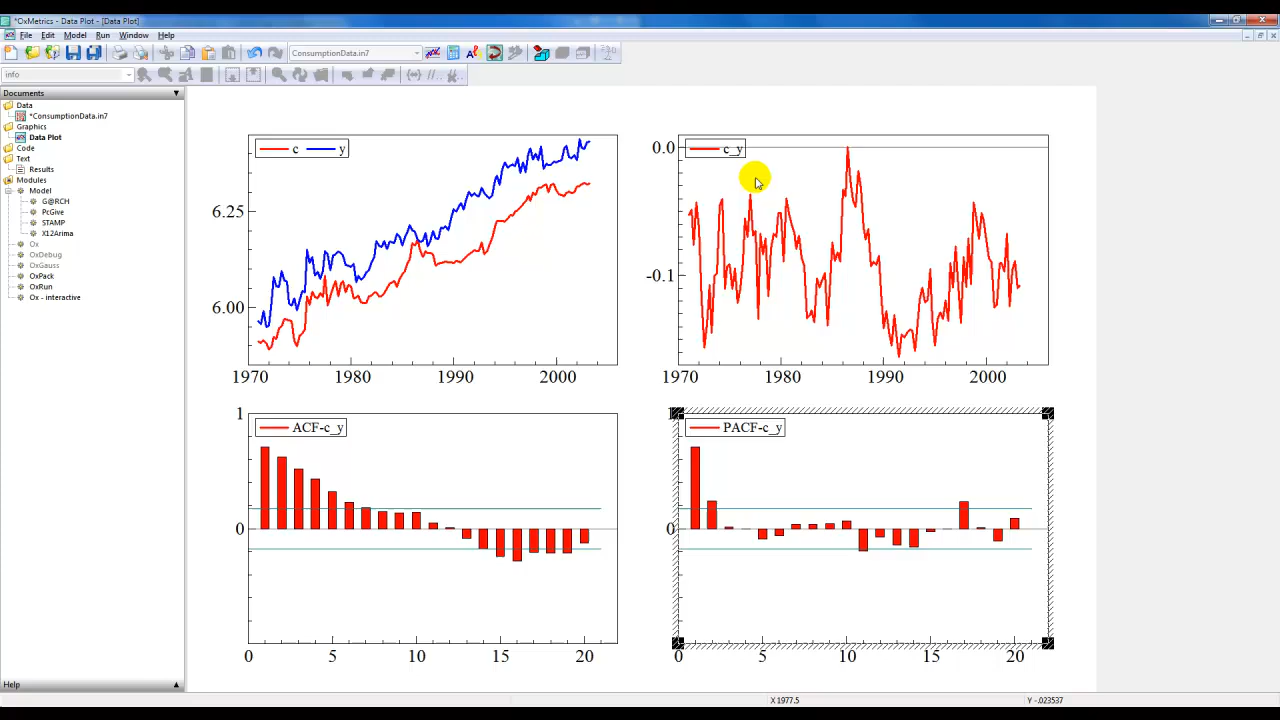 *OxMetrics - Data Plot - [Data Plot]
File Edit Model Run Window Help
ConsumptionData.in7
info
Documents
Data
*ConsumptionData.in7
Graphics
Data Plot
Code
Text
Results
Modules
Model
G@RCH
PcGive
STAMP
X12Arima
Ox
OxDebug
OxGauss
OxPack
OxRun
Ox - interactive
Help
c y
6.25
6.00
1970 1980 1990 2000
c_y
0.0
-0.1
1970 1980 1990 2000
ACF-c_y
1
0
0 5 10 15 20
PACF-c_y
1
0
0 5 10 15 20
X 1977.5 Y -.023537